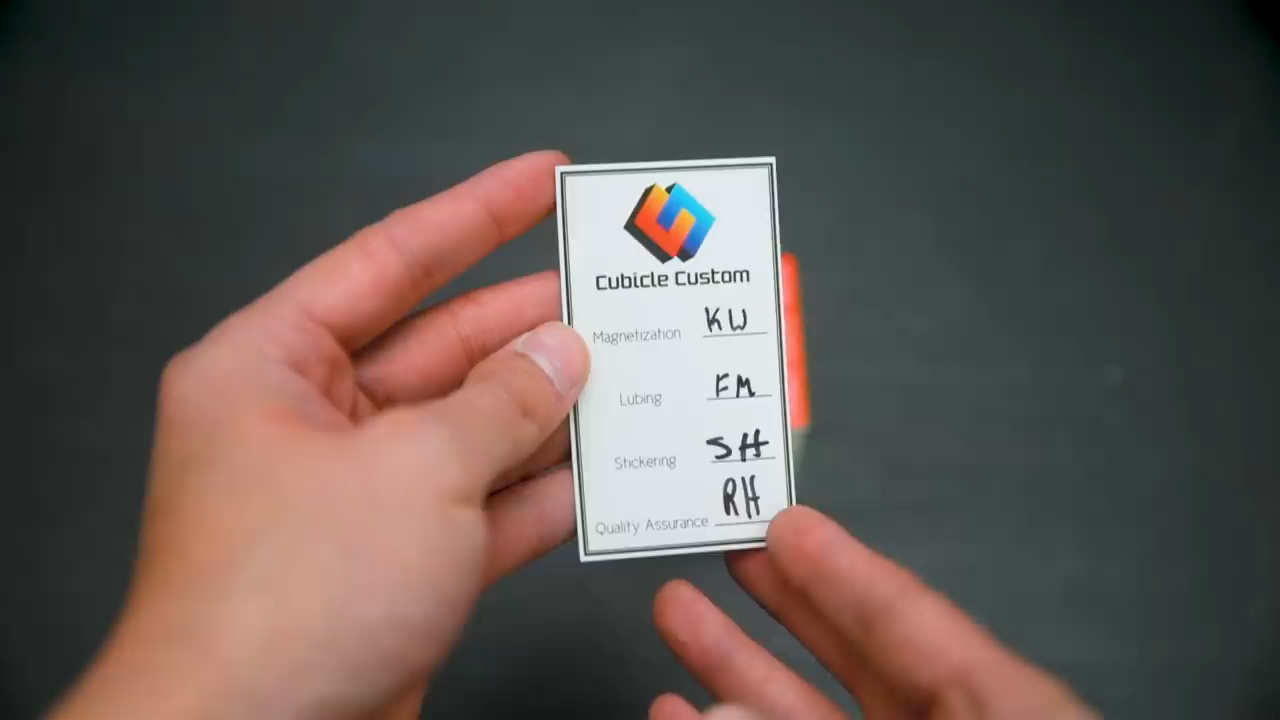 Cubicle Custom
Magnetization KW
Lubing FM
Stickering SH
Quality Assurance RH